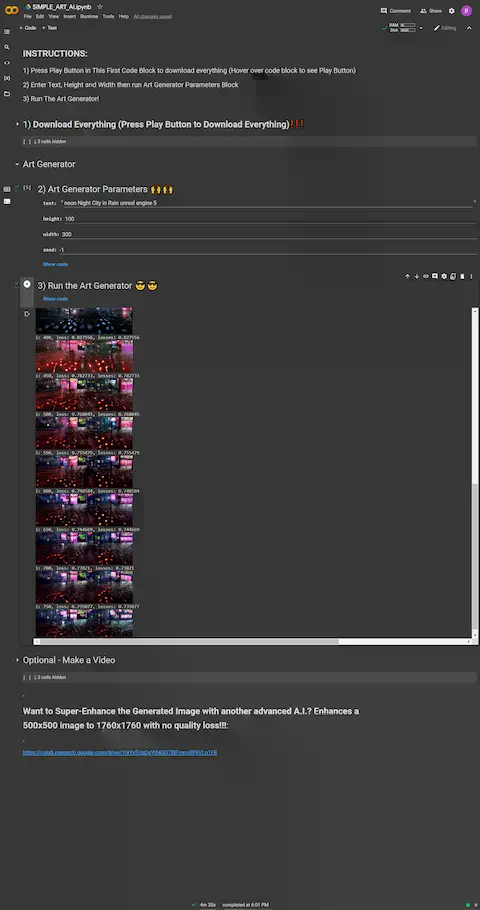 SIMPLE_ART_AI.ipynb
File Edit View Insert Runtime Tools Help All changes saved
Comment Share P
+ Code + Text
RAM Disk Editing
INSTRUCTIONS:
1) Press Play Button in This First Code Block to download everything (Hover over code block to see Play Button)
2) Enter Text, Height and Width then run Art Generator Parameters Block
3) Run The Art Generator!
1) Download Everything (Press Play Button to Download Everything)❗❗❗
[ ] ↳ 5 cells hidden
Art Generator
[5] 2) Art Generator Parameters 🙌🙌
text: "neon Night City in Rain unreal engine 5 "
height: 100
width: 300
seed: -1
Show code
3) Run the Art Generator 😎 😎
Show code
i: 400, loss: 0.827556, losses: 0.827556
i: 450, loss: 0.782733, losses: 0.782733
i: 500, loss: 0.768045, losses: 0.768045
i: 550, loss: 0.755479, losses: 0.755479
i: 600, loss: 0.748584, losses: 0.748584
i: 650, loss: 0.744669, losses: 0.744669
i: 700, loss: 0.73821, losses: 0.73821
i: 750, loss: 0.735077, losses: 0.735077
Optional - Make a Video
[ ] ↳ 3 cells hidden
Want to Super-Enhance the Generated Image with another advanced A.I.? Enhances a
500x500 image to 1760x1760 with no quality loss!!!:
4m 35s completed at 6:01 PM